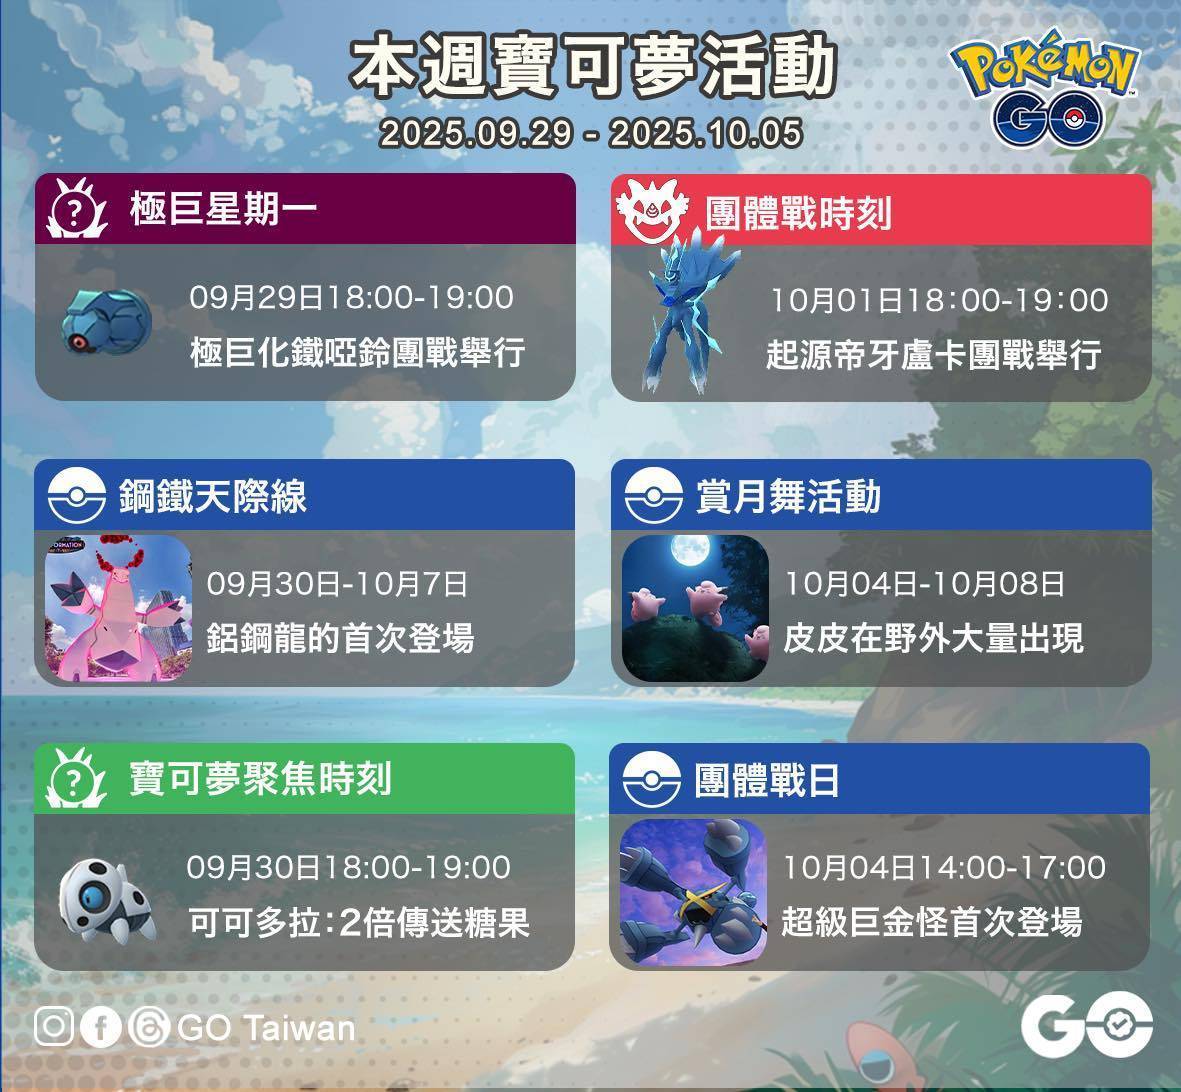 本週寶可夢活動
POKÉMON
GO
2025.09.29 - 2025.10.05
極巨星期一
09月29日18:00-19:00
極巨化鐵啞鈴團戰舉行
團體戰時刻
10月01日18:00-19:00
起源帝牙盧卡團戰舉行
鋼鐵天際線
09月30日-10月7日
鋁鋼龍的首次登場
賞月舞活動
10月04日-10月08日
皮皮在野外大量出現
寶可夢聚焦時刻
09月30日18:00-19:00
可可多拉:2倍傳送糖果
團體戰日
10月04日14:00-17:00
超級巨金怪首次登場
GO Taiwan
GO